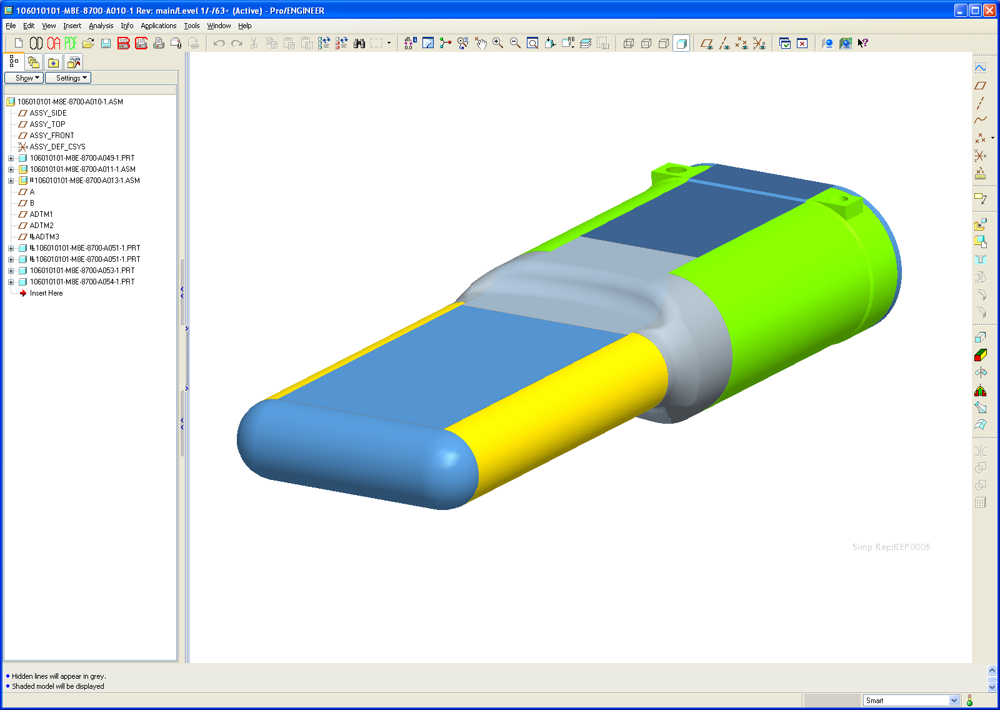 106010101-M8E-8700-A010-1 Rev: main/Level 1/-/63+ (Active) - Pro/ENGINEER
File Edit View Insert Analysis Info Applications Tools Window Help
OD OA PDF
Show Settings
106010101-M8E-8700-A010-1.ASM
ASSY_SIDE
ASSY_TOP
ASSY_FRONT
ASSY_DEF_CSYS
106010101-M8E-8700-A049-1.PRT
106010101-M8E-8700-A011-1.ASM
106010101-M8E-8700-A013-1.ASM
A
B
ADTM1
ADTM2
ADTM3
106010101-M8E-8700-A051-1.PRT
106010101-M8E-8700-A051-1.PRT
106010101-M8E-8700-A053-1.PRT
106010101-M8E-8700-A054-1.PRT
Insert Here
Simp Rep:REP0005
Hidden lines will appear in grey.
Shaded model will be displayed
Smart